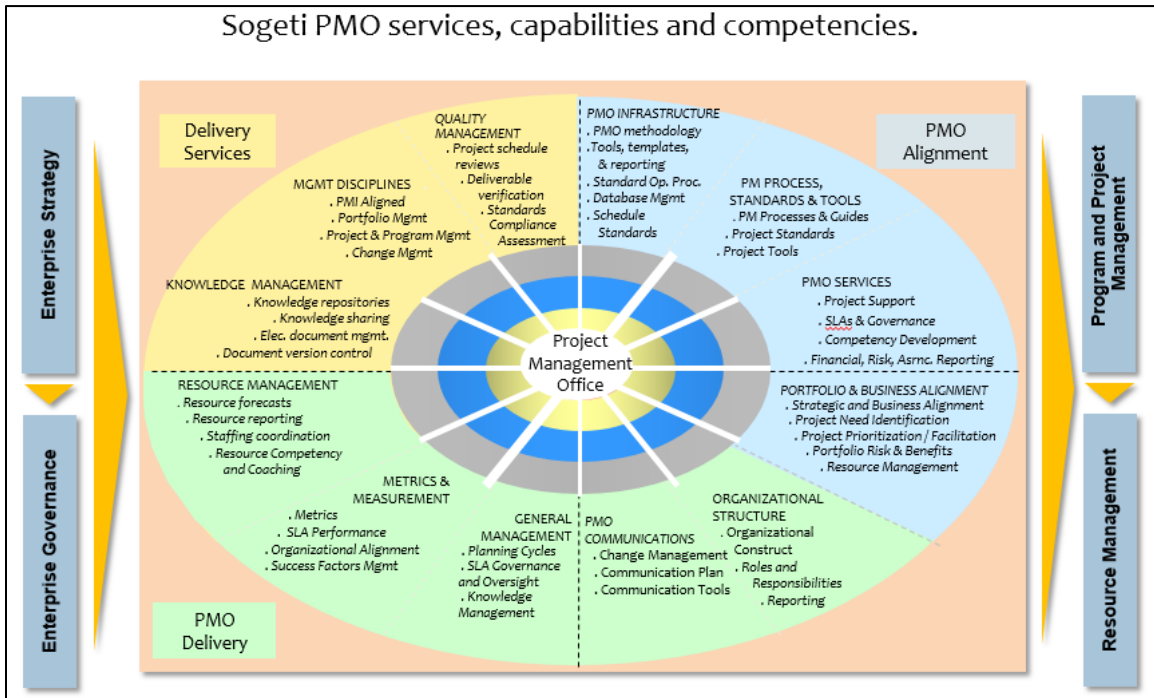 Sogeti PMO services, capabilities and competencies.
Enterprise Strategy
Enterprise Governance
Delivery
Services
QUALITY
MANAGEMENT
. Project schedule
reviews
. Deliverable
verification
. Standards
Compliance
Assessment
MGMT DISCIPLINES
. PMI Aligned
. Portfolio Mgmt
. Project & Program Mgmt
. Change Mgmt
KNOWLEDGE MANAGEMENT
. Knowledge repositories
. Knowledge sharing
. Elec. document mgmt.
. Document version control
PMO INFRASTRUCTURE
. PMO methodology
. Tools, templates,
& reporting
. Standard Op. Proc.
. Database Mgmt
. Schedule
Standards
PMO
Alignment
PM PROCESS,
STANDARDS & TOOLS
. PM Processes & Guides
. Project Standards
. Project Tools
PMO SERVICES
. Project Support
. SLAs & Governance
. Competency Development
. Financial, Risk, Asrnc. Reporting
Project
Management
Office
PORTFOLIO & BUSINESS ALIGNMENT
. Strategic and Business Alignment
. Project Need Identification
. Project Prioritization / Facilitation
. Portfolio Risk & Benefits
. Resource Management
RESOURCE MANAGEMENT
. Resource forecasts
. Resource reporting
. Staffing coordination
. Resource Competency
and Coaching
METRICS &
MEASUREMENT
. Metrics
. SLA Performance
. Organizational Alignment
. Success Factors Mgmt
GENERAL
MANAGEMENT
. Planning Cycles
. SLA Governance
and Oversight
. Knowledge
Management
PMO
COMMUNICATIONS
. Change Management
. Communication Plan
. Communication Tools
ORGANIZATIONAL
STRUCTURE
. Organizational
Construct
. Roles and
Responsibilities
. Reporting
PMO
Delivery
Program and Project
Management
Resource Management